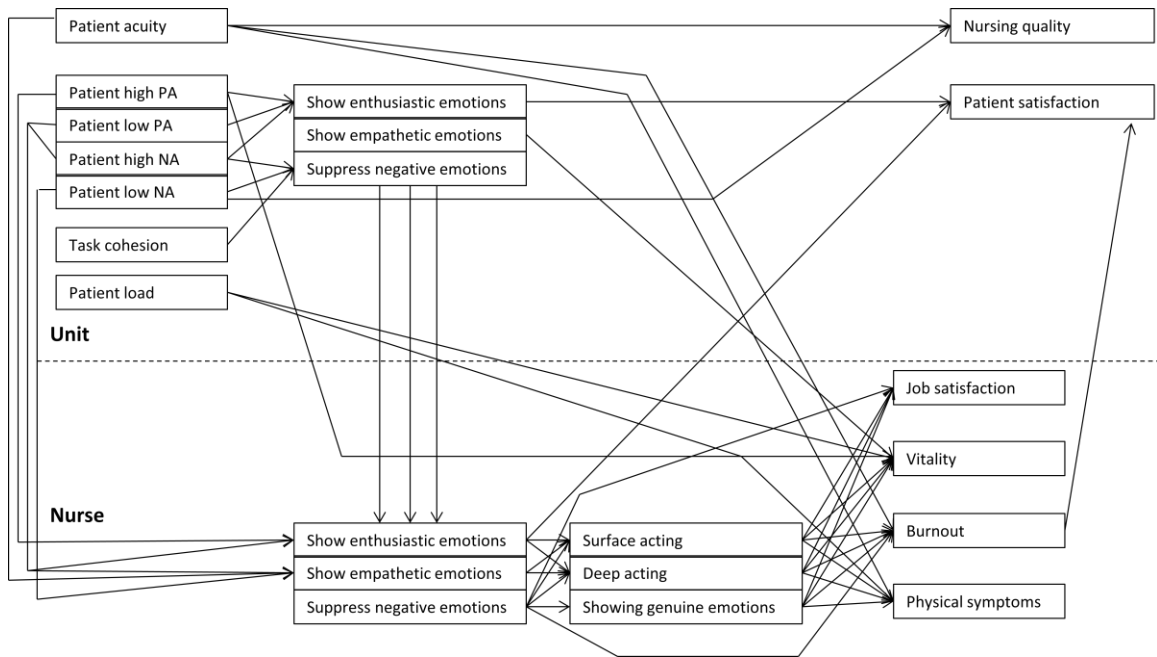 Patient acuity
Nursing quality
Patient high PA
Patient low PA
Patient high NA
Patient low NA
Show enthusiastic emotions
Show empathetic emotions
Suppress negative emotions
Patient satisfaction
Task cohesion
Patient load
Unit
Job satisfaction
Vitality
Burnout
Physical symptoms
Nurse
Show enthusiastic emotions
Show empathetic emotions
Suppress negative emotions
Surface acting
Deep acting
Showing genuine emotions